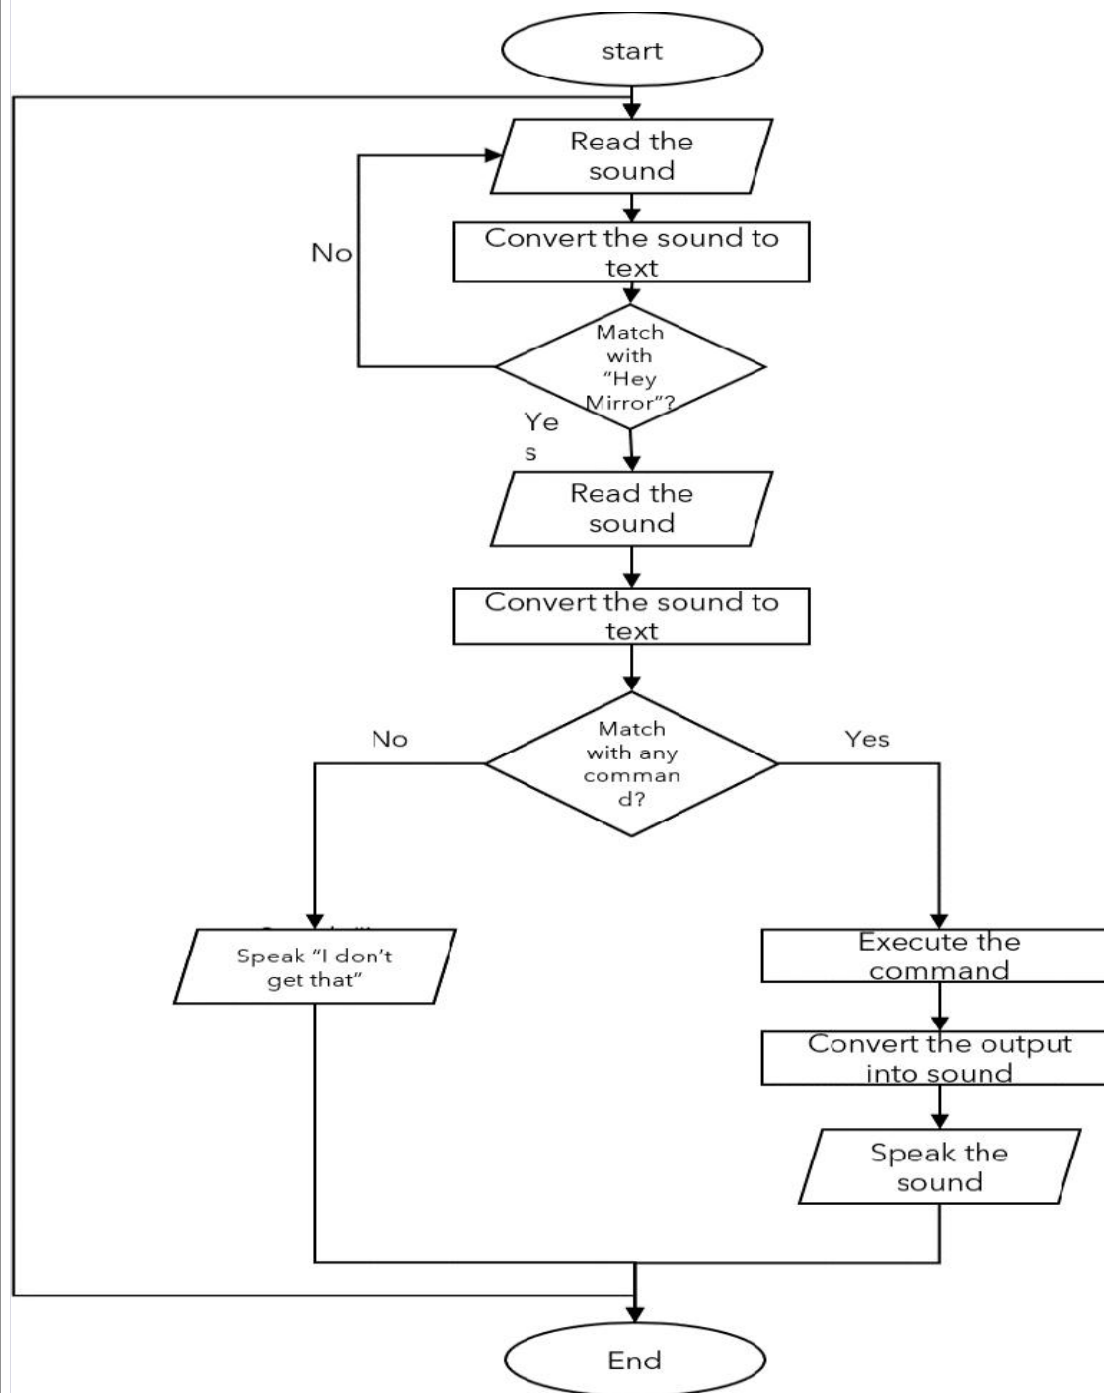 start
Read the
sound
Convert the sound to
text
No
Match
with
“Hey
Mirror”?
Ye
s
Read the
sound
Convert the sound to
text
Match
with any
comman
d?
No
Yes
Speak “I don’t
get that”
Execute the
command
Convert the output
into sound
Speak the
sound
End